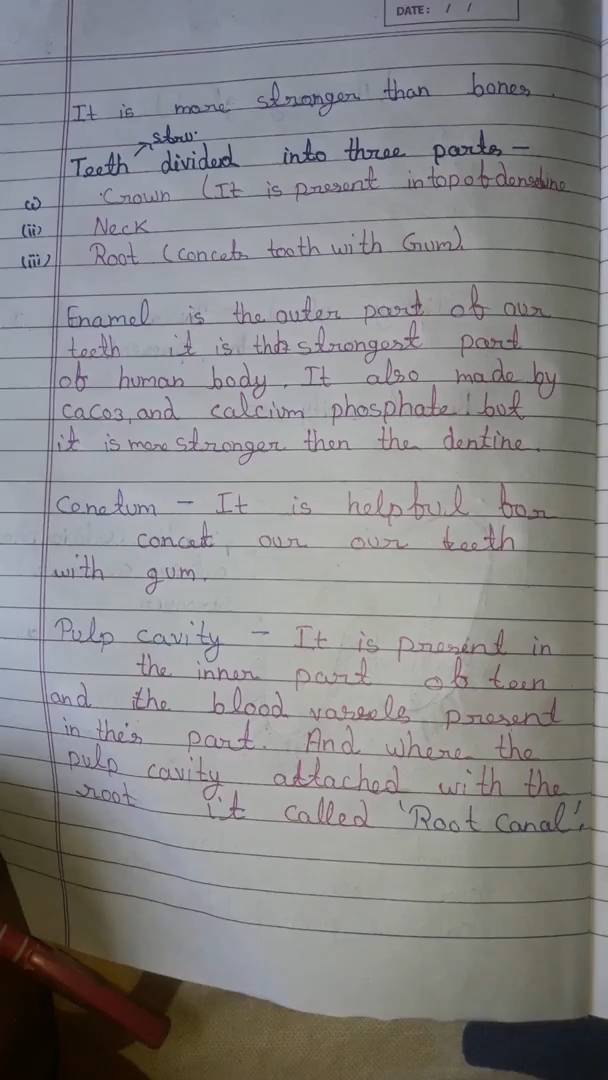 DATE: / /
It is more stronger than bones.
stru.
Teeth divided into three parts –
(i) Crown (It is present in top of
(ii) Neck
(iii) Root (concets tooth with Gum).
Enamel is the outer part of our
teeth it is the strongest part
of human body. It also made by
caco3, and calcium phosphate but
it is more stronger then the dentine.
Cenetum – It is helpful for
concet our our teeth
with gum.
Pulp cavity – It is present in
the inner part of teen
and the blood varsels present
in the's part. And where the
pulp cavity attached with the
root it called 'Root Canal'.